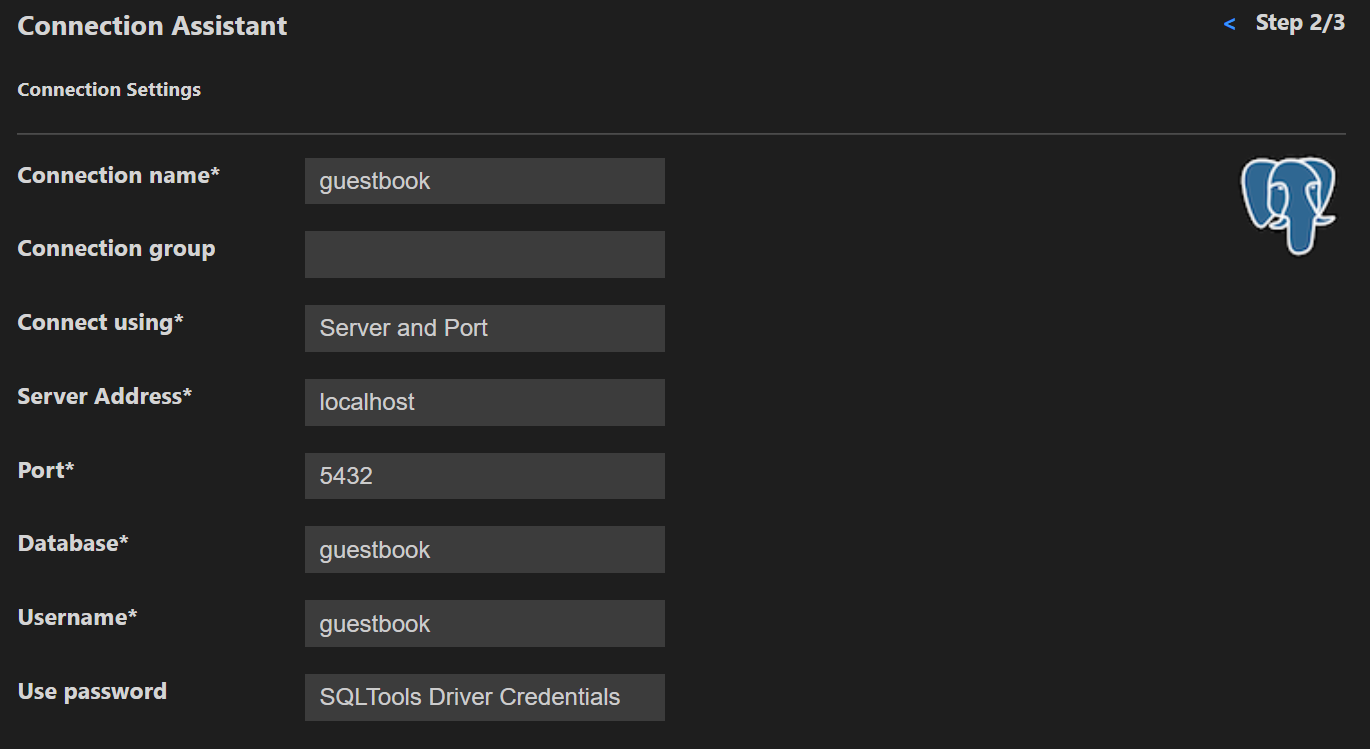 Connection Assistant
< Step 2/3
Connection Settings
Connection name* guestbook
Connection group
Connect using* Server and Port
Server Address* localhost
Port* 5432
Database* guestbook
Username* guestbook
Use password SQLTools Driver Credentials